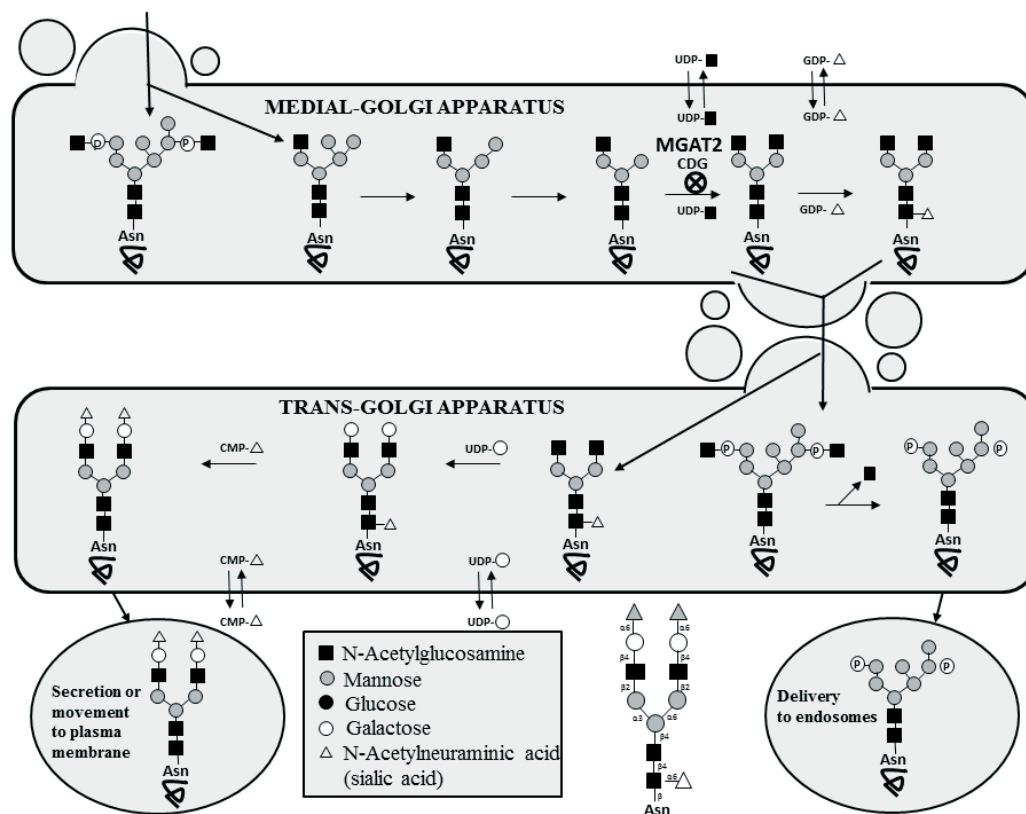 MEDIAL-GOLGI APPARATUS
UDP-
UDP-
GDP-
GDP-
MGAT2
CDG
UDP-
GDP-
P
P
Asn
Asn
Asn
Asn
Asn
Asn
TRANS-GOLGI APPARATUS
CMP-
UDP-
P
P
P
P
Asn
Asn
Asn
Asn
Asn
CMP-
CMP-
UDP-
UDP-
Secretion or
movement
to plasma
membrane
Asn
N-Acetylglucosamine
Mannose
Glucose
Galactose
N-Acetylneuraminic acid
(sialic acid)
α6 α6
β4 β4
β2 β2
α3 α6
β4
β4
α6
β
Asn
Delivery
to endosomes
P
P
Asn